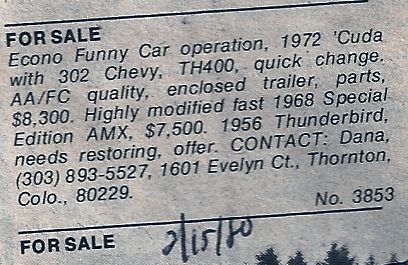 FOR SALE
Econo Funny Car operation, 1972 'Cuda
with 302 Chevy, TH400, quick change.
AA/FC quality, enclosed trailer, parts,
$8,300. Highly modified fast 1968 Special
Edition AMX, $7,500. 1956 Thunderbird,
needs restoring, offer. CONTACT: Dana,
(303) 893-5527, 1601 Evelyn Ct., Thornton,
Colo., 80229.
No. 3853
FOR SALE
2/15/80